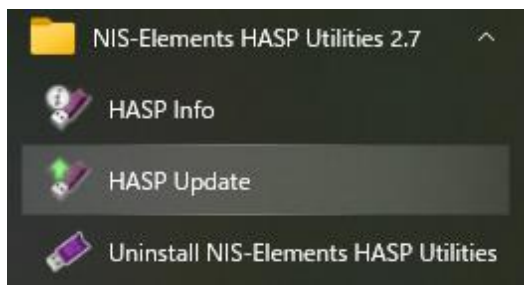 NIS-Elements HASP Utilities 2.7
HASP Info
HASP Update
Uninstall NIS-Elements HASP Utilities